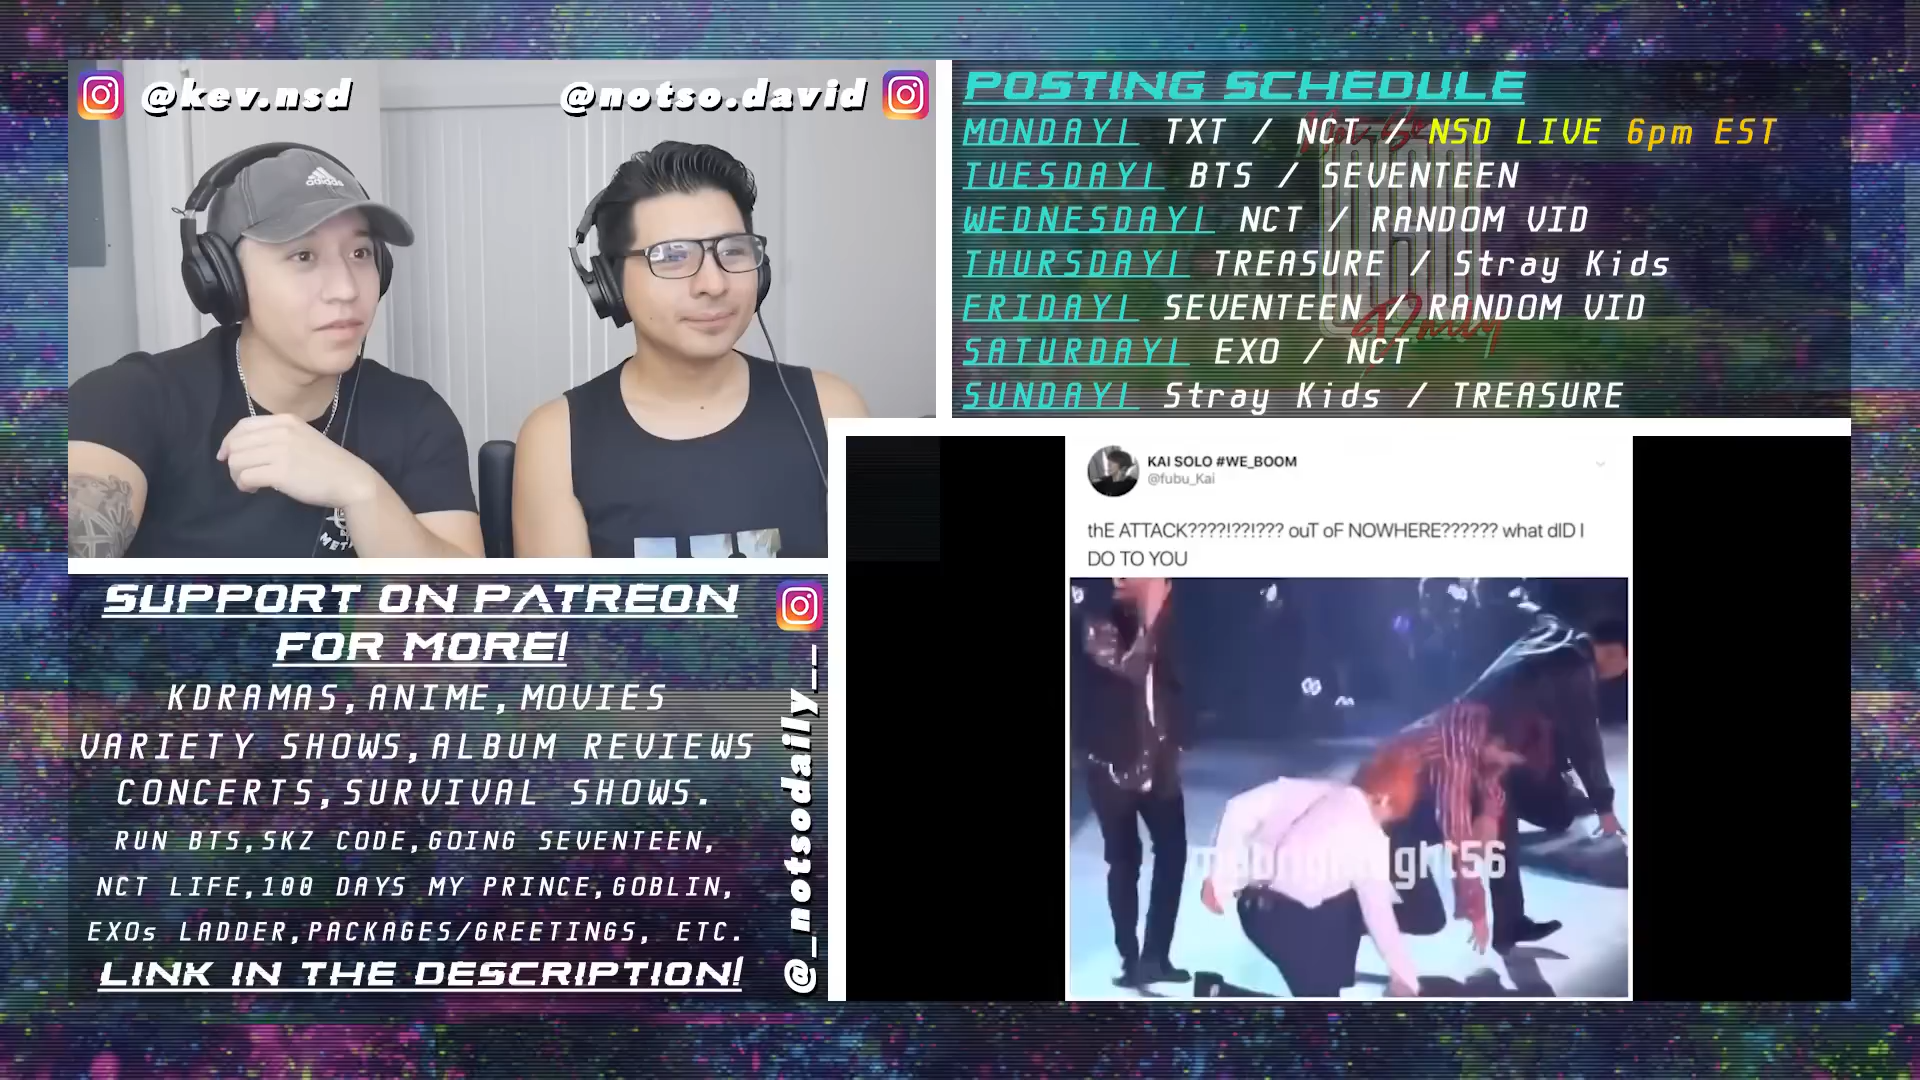 @kev.nsd
@notso.david
adidas
POSTING SCHEDULE
MONDAY| TXT / NCT / NSD LIVE 6pm EST
TUESDAY| BTS / SEVENTEEN
WEDNESDAY| NCT / RANDOM VID
THURSDAY| TREASURE / Stray Kids
FRIDAY| SEVENTEEN / RANDOM VID
SATURDAY| EXO / NCT
SUNDAY| Stray Kids / TREASURE
KAI SOLO #WE_BOOM
@fubu_Kai
thE ATTACK????!??!??? ouT oF NOWHERE?????? what dID I
DO TO YOU
SUPPORT ON PATREON
FOR MORE!
KDRAMAS,ANIME,MOVIES
VARIETY SHOWS,ALBUM REVIEWS
CONCERTS,SURVIVAL SHOWS.
RUN BTS,SKZ CODE,GOING SEVENTEEN,
NCT LIFE,100 DAYS MY PRINCE,GOBLIN,
EXOs LADDER,PACKAGES/GREETINGS, ETC.
LINK IN THE DESCRIPTION!
@_notsodaily__